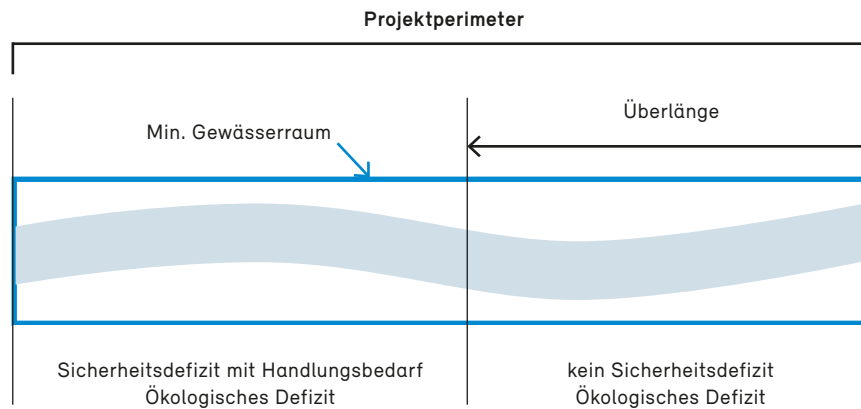 Projektperimeter
Überlänge
Min. Gewässerraum
Sicherheitsdefizit mit Handlungsbedarf
Ökologisches Defizit
kein Sicherheitsdefizit
Ökologisches Defizit